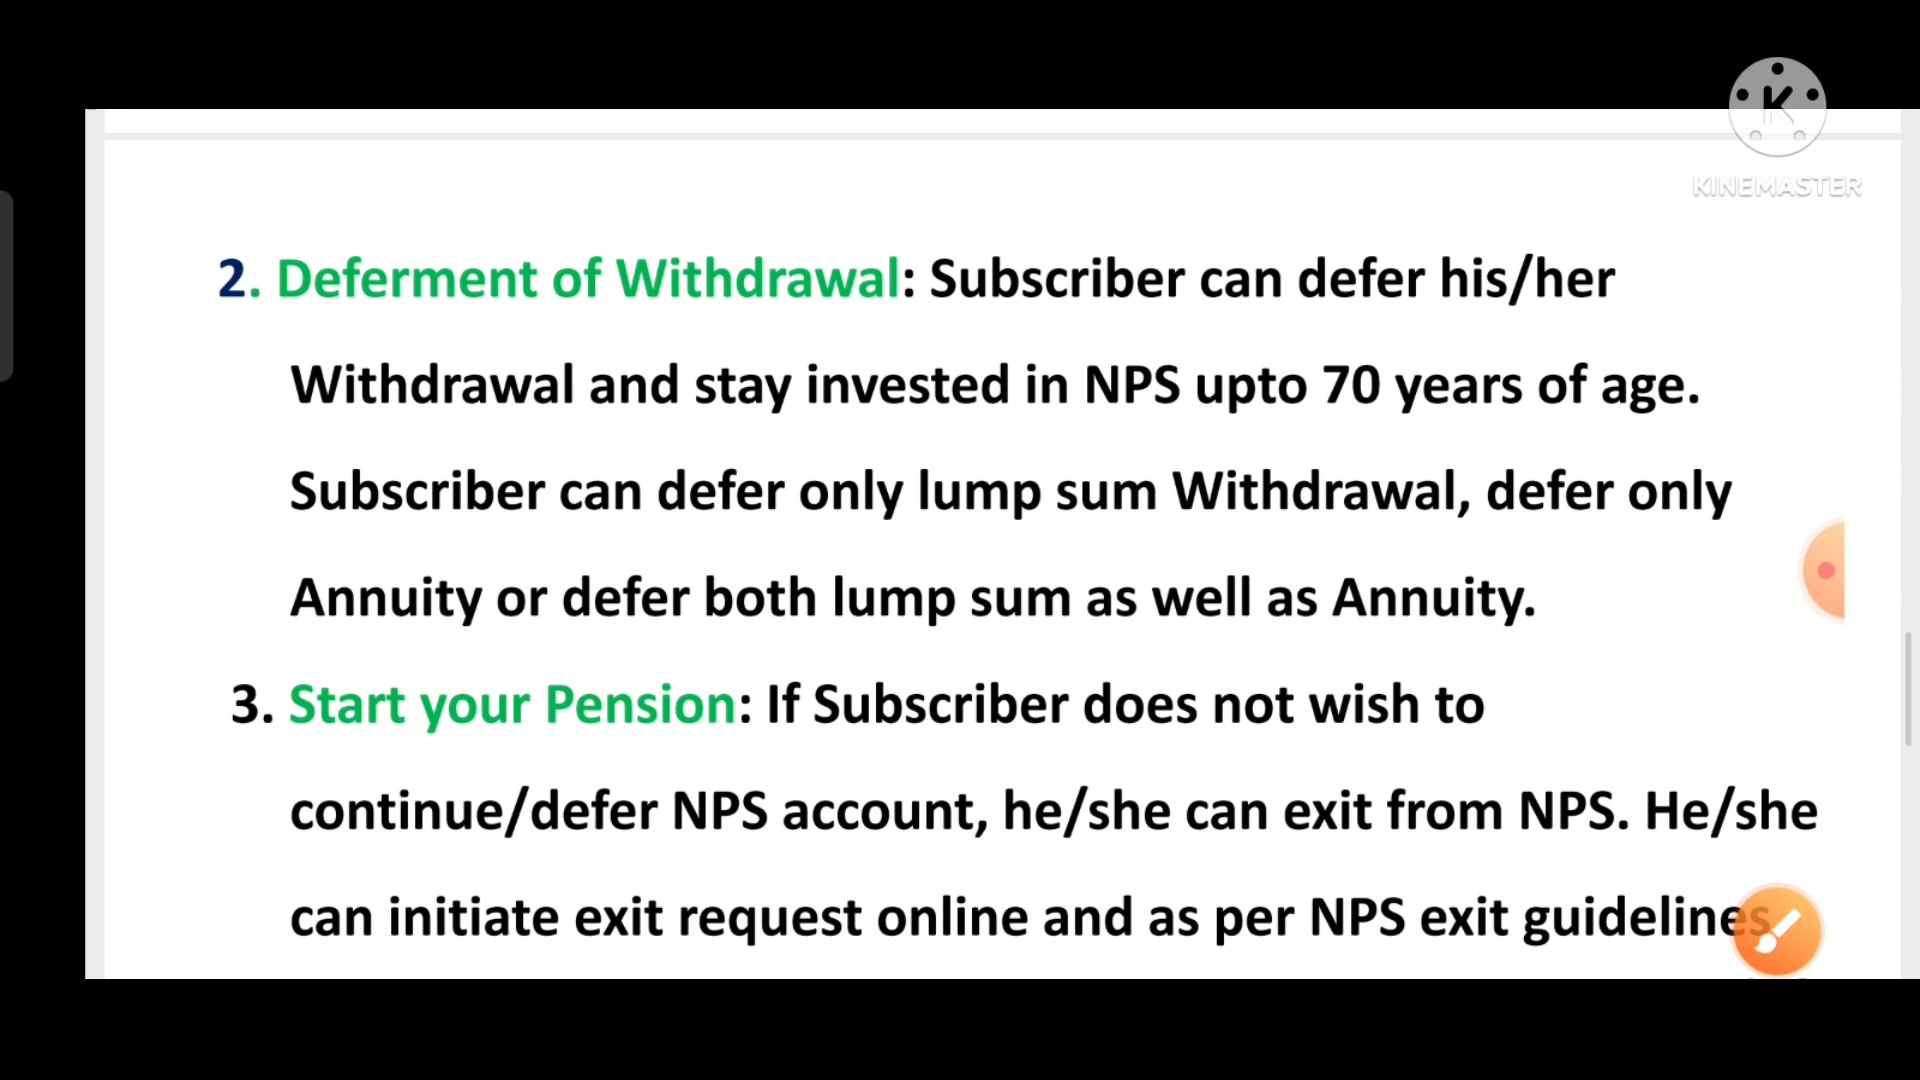 K
KINEMASTER
2. Deferment of Withdrawal: Subscriber can defer his/her
Withdrawal and stay invested in NPS upto 70 years of age.
Subscriber can defer only lump sum Withdrawal, defer only
Annuity or defer both lump sum as well as Annuity.
3. Start your Pension: If Subscriber does not wish to
continue/defer NPS account, he/she can exit from NPS. He/she
can initiate exit request online and as per NPS exit guidelines